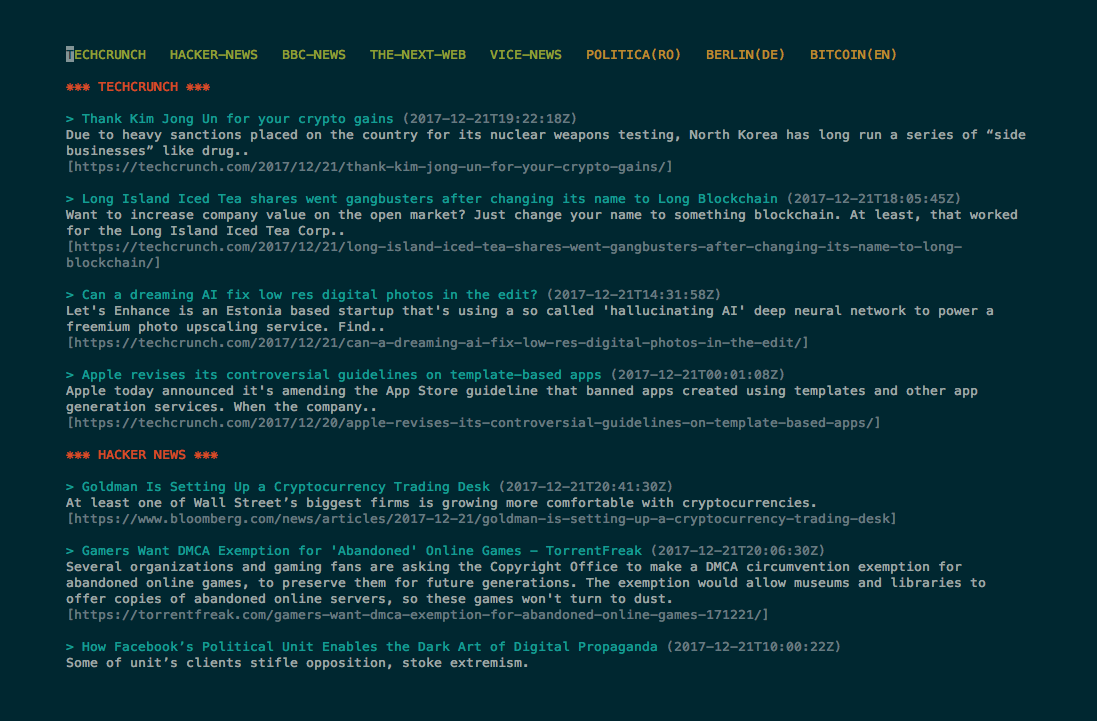 TECHCRUNCH HACKER-NEWS BBC-NEWS THE-NEXT-WEB VICE-NEWS POLITICA(RO) BERLIN(DE) BITCOIN(EN)
*** TECHCRUNCH ***
> Thank Kim Jong Un for your crypto gains (2017-12-21T19:22:18Z)
Due to heavy sanctions placed on the country for its nuclear weapons testing, North Korea has long run a series of “side
businesses” like drug..
[https://techcrunch.com/2017/12/21/thank-kim-jong-un-for-your-crypto-gains/]
> Long Island Iced Tea shares went gangbusters after changing its name to Long Blockchain (2017-12-21T18:05:45Z)
Want to increase company value on the open market? Just change your name to something blockchain. At least, that worked
for the Long Island Iced Tea Corp..
[https://techcrunch.com/2017/12/21/long-island-iced-tea-shares-went-gangbusters-after-changing-its-name-to-long-
blockchain/]
> Can a dreaming AI fix low res digital photos in the edit? (2017-12-21T14:31:58Z)
Let's Enhance is an Estonia based startup that's using a so called 'hallucinating AI' deep neural network to power a
freemium photo upscaling service. Find..
[https://techcrunch.com/2017/12/21/can-a-dreaming-ai-fix-low-res-digital-photos-in-the-edit/]
> Apple revises its controversial guidelines on template-based apps (2017-12-21T00:01:08Z)
Apple today announced it's amending the App Store guideline that banned apps created using templates and other app
generation services. When the company..
[https://techcrunch.com/2017/12/20/apple-revises-its-controversial-guidelines-on-template-based-apps/]
*** HACKER NEWS ***
> Goldman Is Setting Up a Cryptocurrency Trading Desk (2017-12-21T20:41:30Z)
At least one of Wall Street’s biggest firms is growing more comfortable with cryptocurrencies.
[https://www.bloomberg.com/news/articles/2017-12-21/goldman-is-setting-up-a-cryptocurrency-trading-desk]
> Gamers Want DMCA Exemption for 'Abandoned' Online Games – TorrentFreak (2017-12-21T20:06:30Z)
Several organizations and gaming fans are asking the Copyright Office to make a DMCA circumvention exemption for
abandoned online games, to preserve them for future generations. The exemption would allow museums and libraries to
offer copies of abandoned online servers, so these games won't turn to dust.
[https://torrentfreak.com/gamers-want-dmca-exemption-for-abandoned-online-games-171221/]
> How Facebook’s Political Unit Enables the Dark Art of Digital Propaganda (2017-12-21T10:00:22Z)
Some of unit’s clients stifle opposition, stoke extremism.